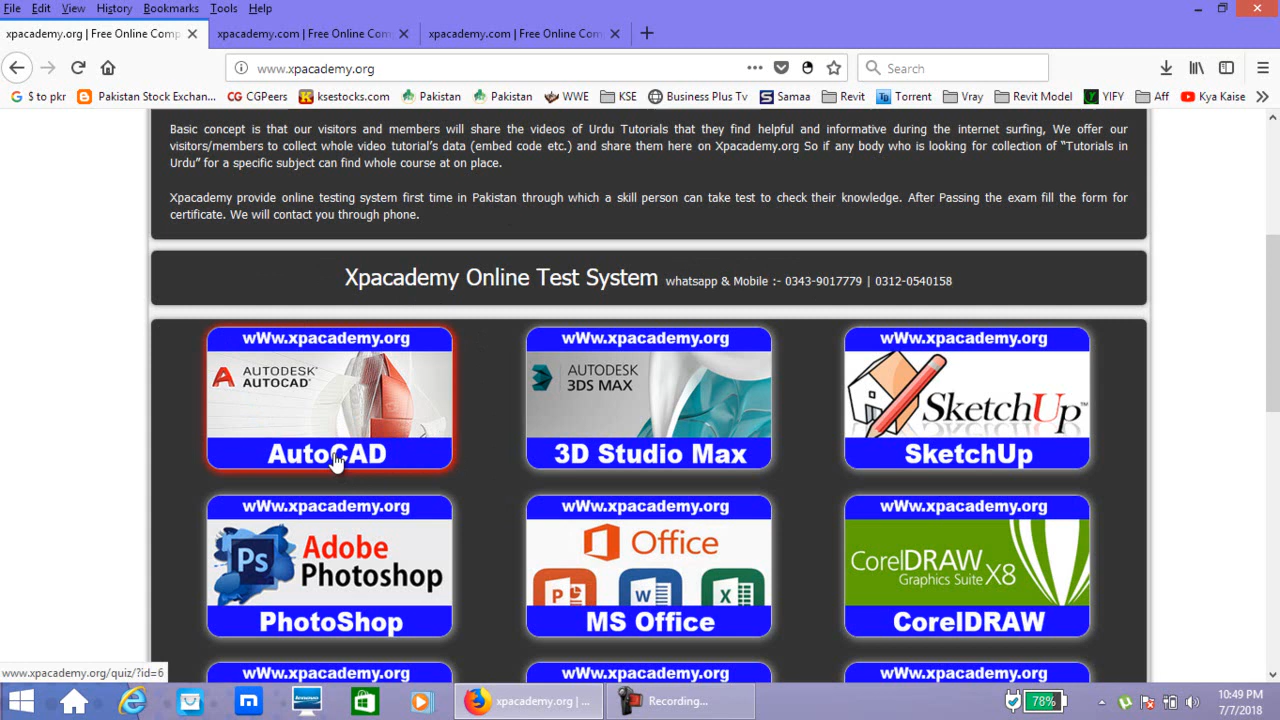 File Edit View History Bookmarks Tools Help
xpacademy.org | Free Online Comp
xpacademy.com | Free Online Com
xpacademy.com | Free Online Com
www.xpacademy.org
Search
$ to pkr
Pakistan Stock Exchan...
CGPeers
ksestocks.com
Pakistan
Pakistan
WWE
KSE
Business Plus Tv
Samaa
Revit
Torrent
Vray
Revit Model
YIFY
Aff
Kya Kaise
Basic concept is that our visitors and members will share the videos of Urdu Tutorials that they find helpful and informative during the internet surfing, We offer our
visitors/members to collect whole video tutorial's data (embed code etc.) and share them here on Xpacademy.org So if any body who is looking for collection of "Tutorials in
Urdu" for a specific subject can find whole course at on place.
Xpacademy provide online testing system first time in Pakistan through which a skill person can take test to check their knowledge. After Passing the exam fill the form for
certificate. We will contact you through phone.
Xpacademy Online Test System whatsapp & Mobile :- 0343-9017779 | 0312-0540158
wWw.xpacademy.org
AUTODESK
AUTOCAD
AutoCAD
wWw.xpacademy.org
AUTODESK
3DS MAX
3D Studio Max
wWw.xpacademy.org
SketchUp
SketchUp
wWw.xpacademy.org
Ps
Adobe
Photoshop
PhotoShop
wWw.xpacademy.org
Office
P W X
MS Office
wWw.xpacademy.org
CorelDRAW
Graphics Suite X8
CorelDRAW
wWw.xpacademy.org
wWw.xpacademy.org
wWw.xpacademy.org
www.xpacademy.org/quiz/?id=6
lenovo
xpacademy.org | ...
Recording...
78%
10:49 PM
7/7/2018